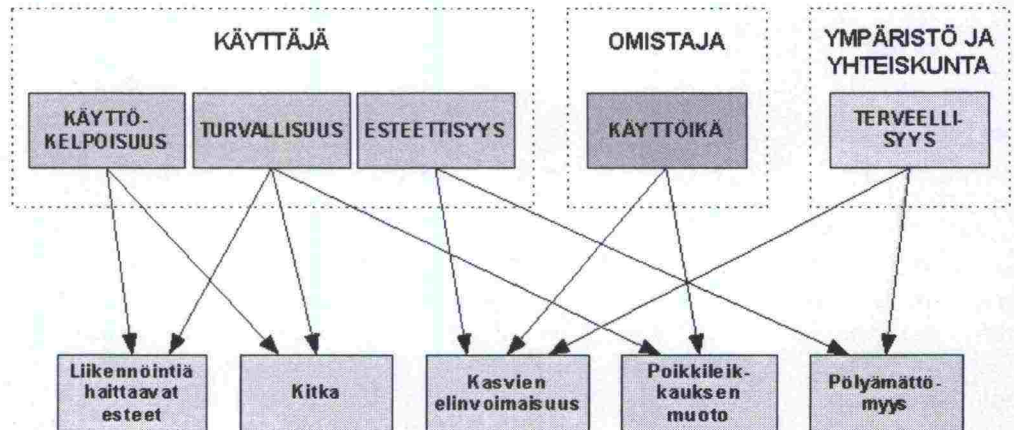 KÄYTTÄJÄ
OMISTAJA
YMPÄRISTÖ JA
YHTEISKUNTA
KÄYTTÖ-
KELPOISUUS
TURVALLISUUS
ESTEETTISYYS
KÄYTTÖIKÄ
TERVEELLI-
SYYS
Liikennöintiä
haittaavat
esteet
Kitka
Kasvien
elinvoimaisuus
Poikkileik-
kauksen
muoto
Pölyämättö-
myys